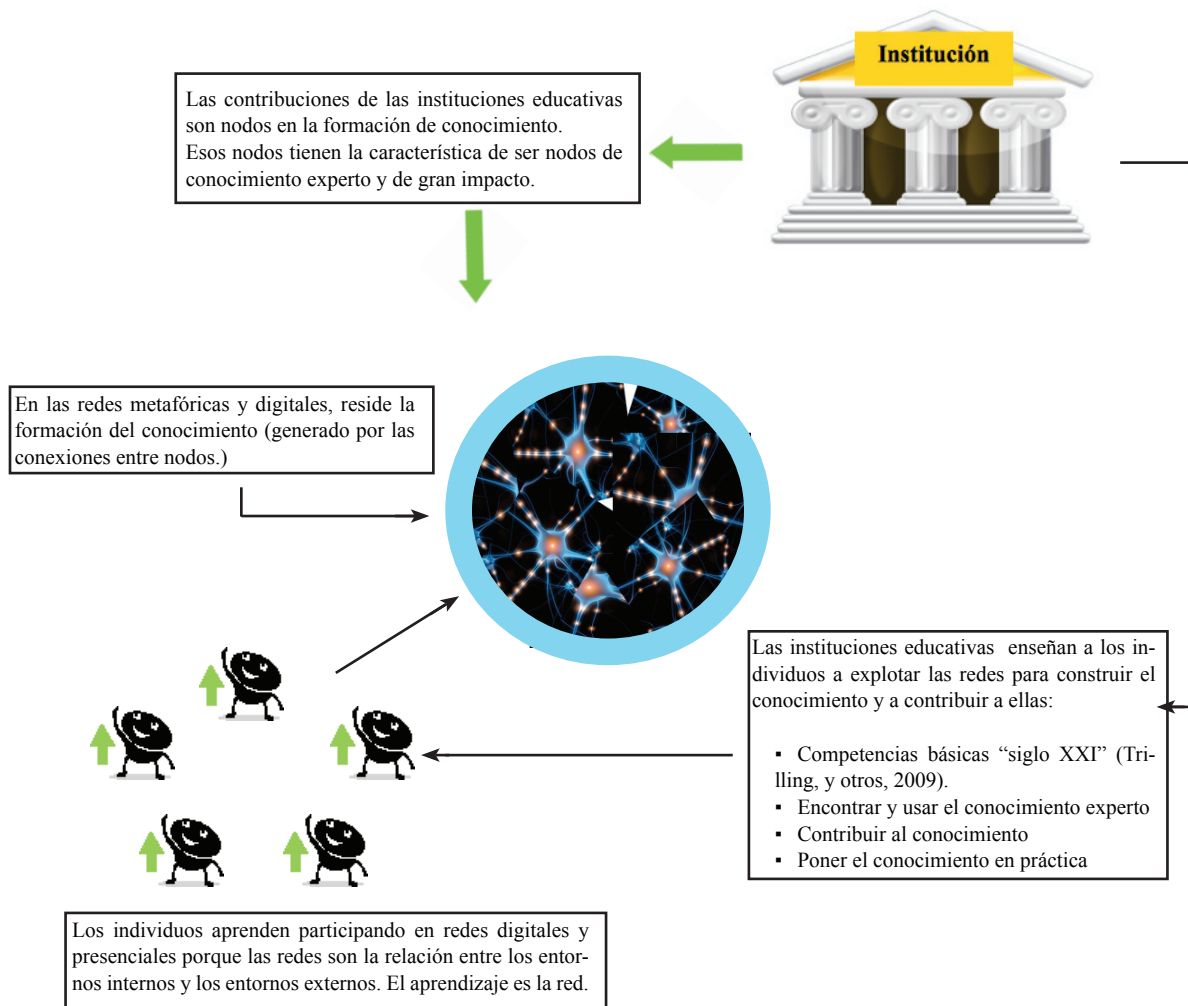 Institución
Las contribuciones de las instituciones educativas
son nodos en la formación de conocimiento.
Esos nodos tienen la característica de ser nodos de
conocimiento experto y de gran impacto.
En las redes metafóricas y digitales, reside la
formación del conocimiento (generado por las
conexiones entre nodos.)
Las instituciones educativas enseñan a los in-
dividuos a explotar las redes para construir el
conocimiento y a contribuir a ellas:
▪ Competencias básicas “siglo XXI” (Tri-
lling, y otros, 2009).
▪ Encontrar y usar el conocimiento experto
▪ Contribuir al conocimiento
▪ Poner el conocimiento en práctica
Los individuos aprenden participando en redes digitales y
presenciales porque las redes son la relación entre los entor-
nos internos y los entornos externos. El aprendizaje es la red.